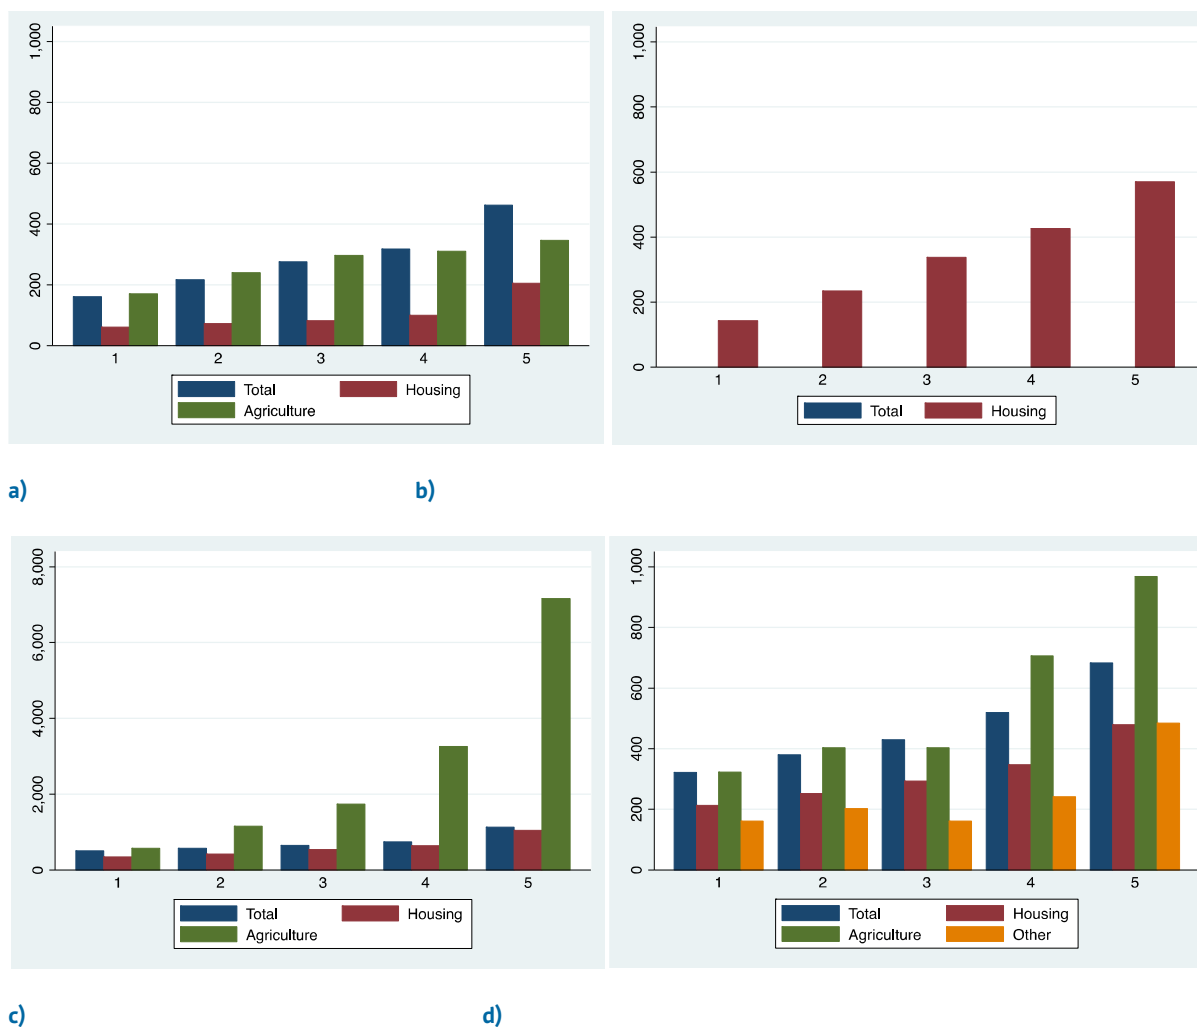 1,000
800
600
400
200
0
1 2 3 4 5
Total Housing
Agriculture
1,000
800
600
400
200
0
1 2 3 4 5
Total Housing
a) b)
8,000
6,000
4,000
2,000
0
1 2 3 4 5
Total Housing
Agriculture
1,000
800
600
400
200
0
1 2 3 4 5
Total Housing
Agriculture Other
c) d)